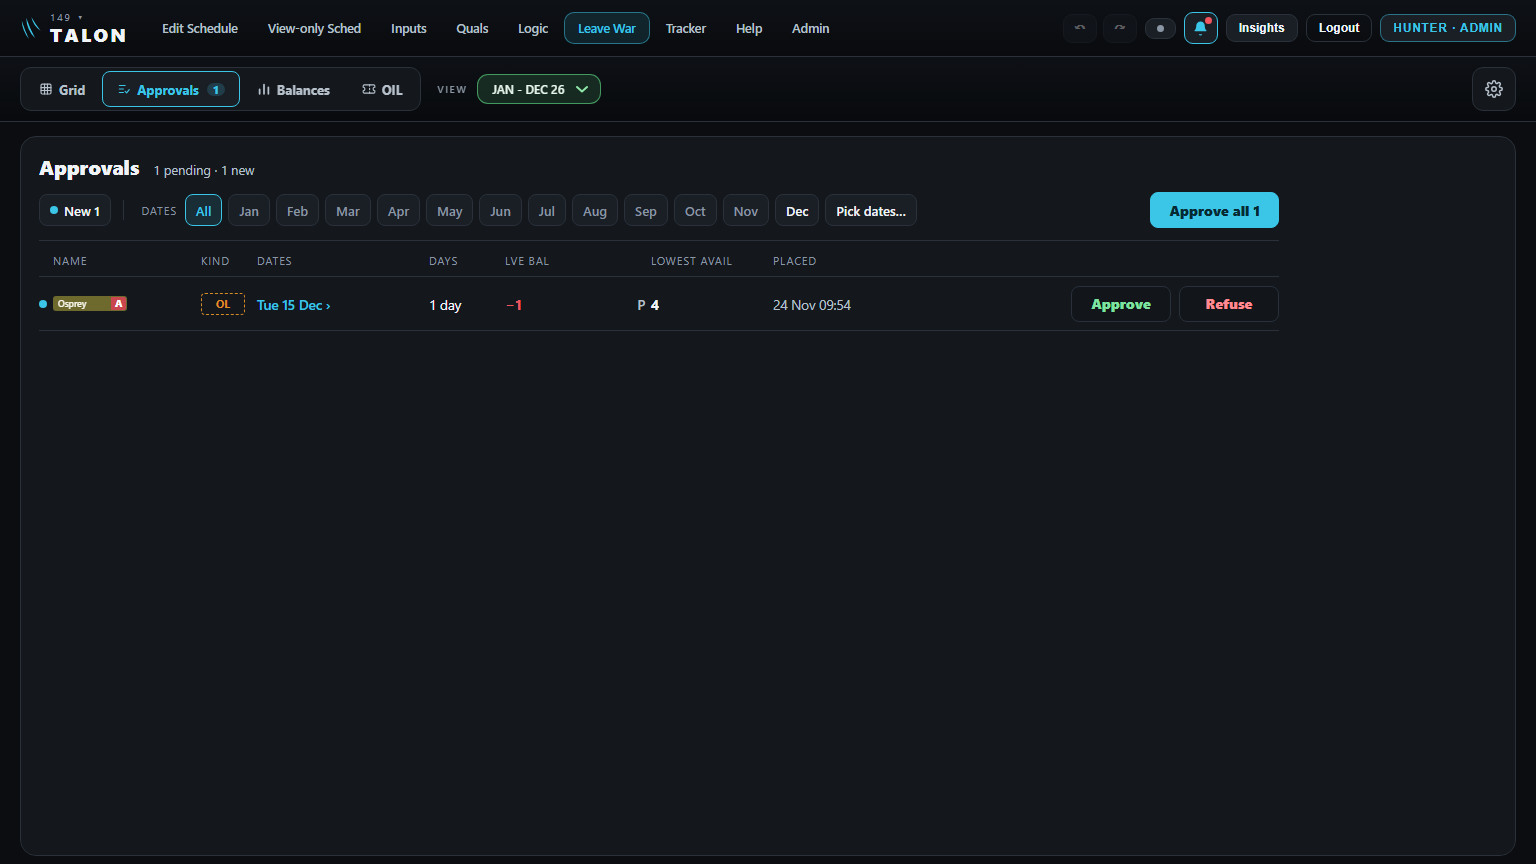 149 ▾
TALON
Edit Schedule
View-only Sched
Inputs
Quals
Logic
Leave War
Tracker
Help
Admin
Insights
Logout
HUNTER · ADMIN
Grid
Approvals 1
Balances
OIL
VIEW
JAN - DEC 26
Approvals 1 pending · 1 new
New 1
DATES
All
Jan
Feb
Mar
Apr
May
Jun
Jul
Aug
Sep
Oct
Nov
Dec
Pick dates...
Approve all 1
NAME KIND DATES DAYS LVE BAL LOWEST AVAIL PLACED
Osprey A OL Tue 15 Dec › 1 day −1 P 4 24 Nov 09:54 Approve Refuse